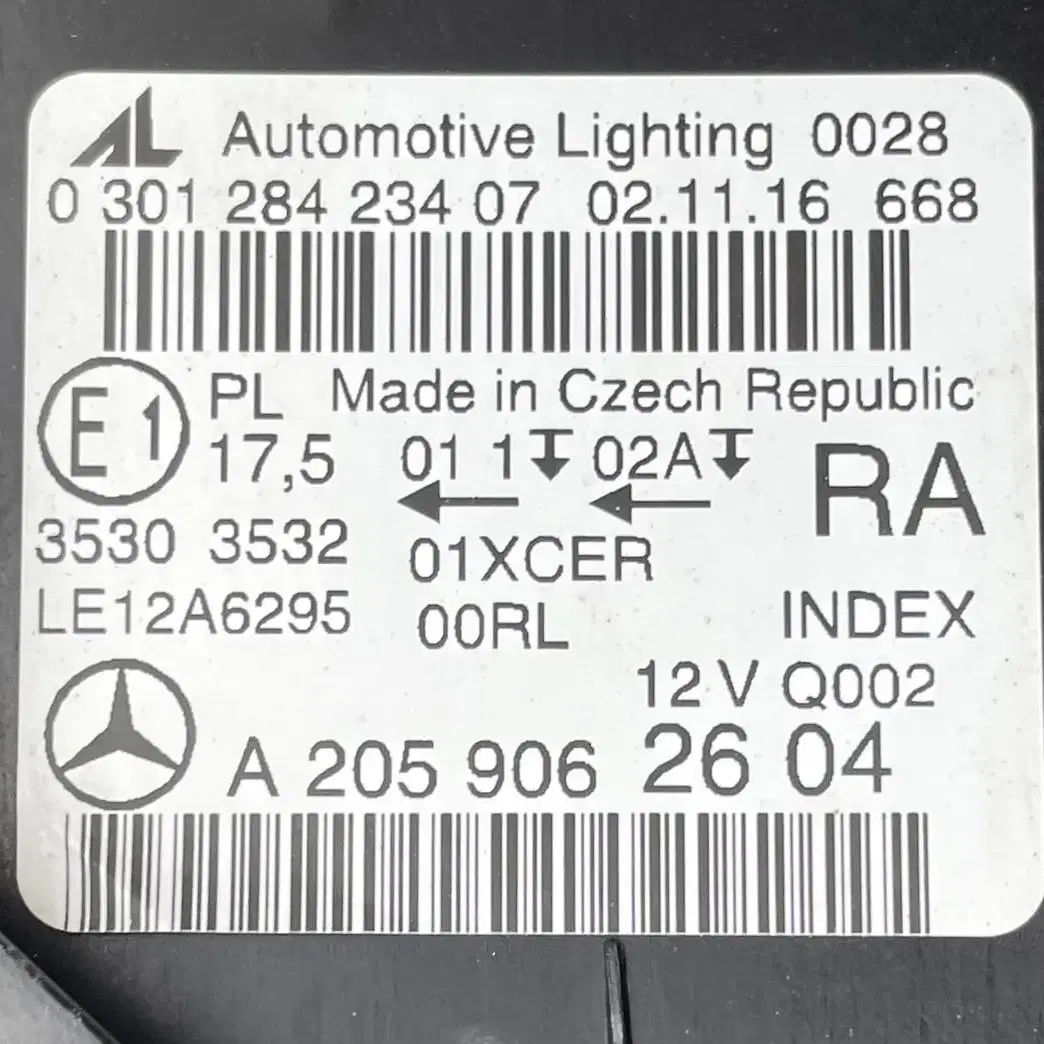 AL Automotive Lighting 0028
0 301 284 234 07 02.11.16 668
E1 PL Made in Czech Republic
17,5 01 1 02A RA
3530 3532 01XCER
LE12A6295 00RL INDEX
12V Q002
A 205 906 26 04